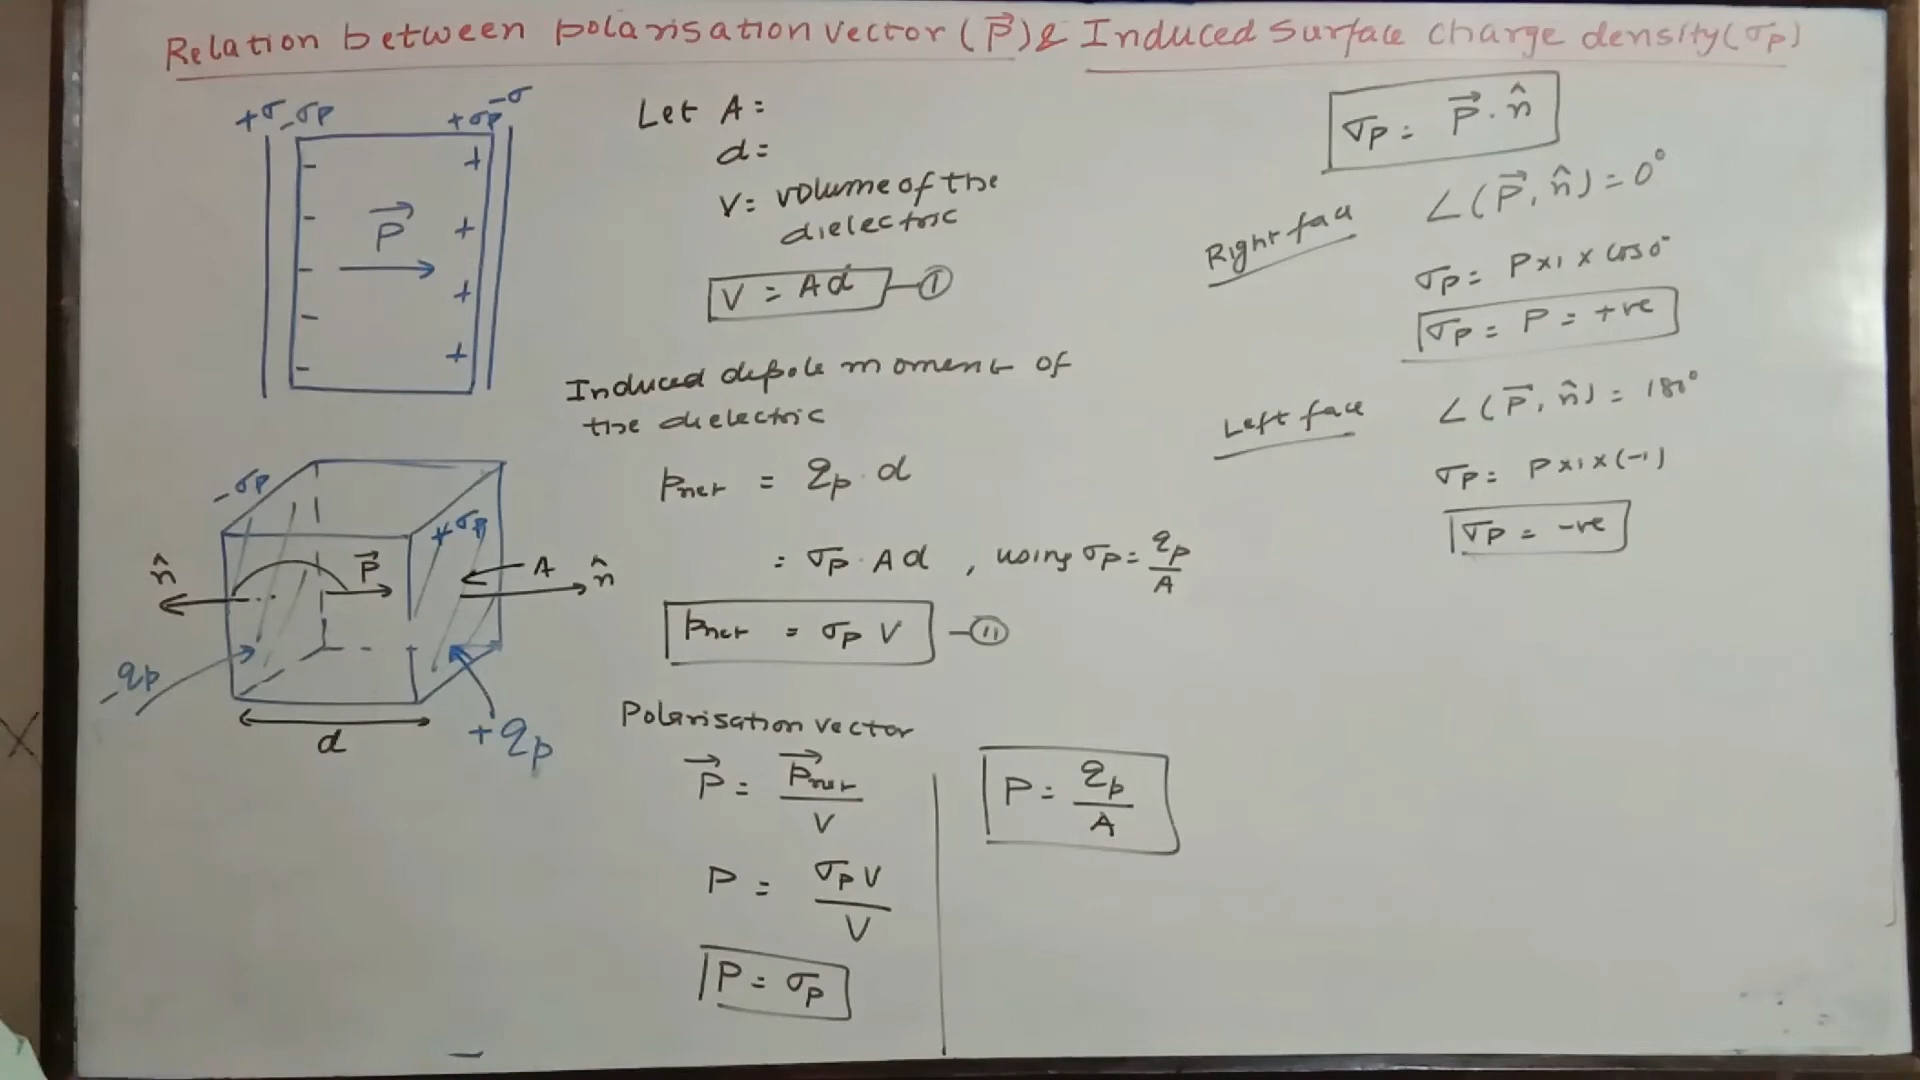 Relation between polarisation vector (P⃗) & Induced Surface charge density (σp)
+σ -σp +σp -σ
- +
P⃗
- +
- +
- +
-
-σp
+σp
n̂ P⃗ A n̂
-qp
d
+qp
Let A =
d =
V = volume of the
dielectric
V = Ad —(I)
Induced dipole moment of
the dielectric
pnet = qp . d
= σp . A d , using σp = qp/A
pnet = σp V —(II)
Polarisation vector
P⃗ = p⃗net/V
P = σp V/V
P = σp
P = qp/A
σp = P⃗ . n̂
Right face ∠(P⃗, n̂) = 0°
σp = P×1×cos0°
σp = P = +ve
Left face ∠(P⃗, n̂) = 180°
σp = P×1×(-1)
σp = -ve